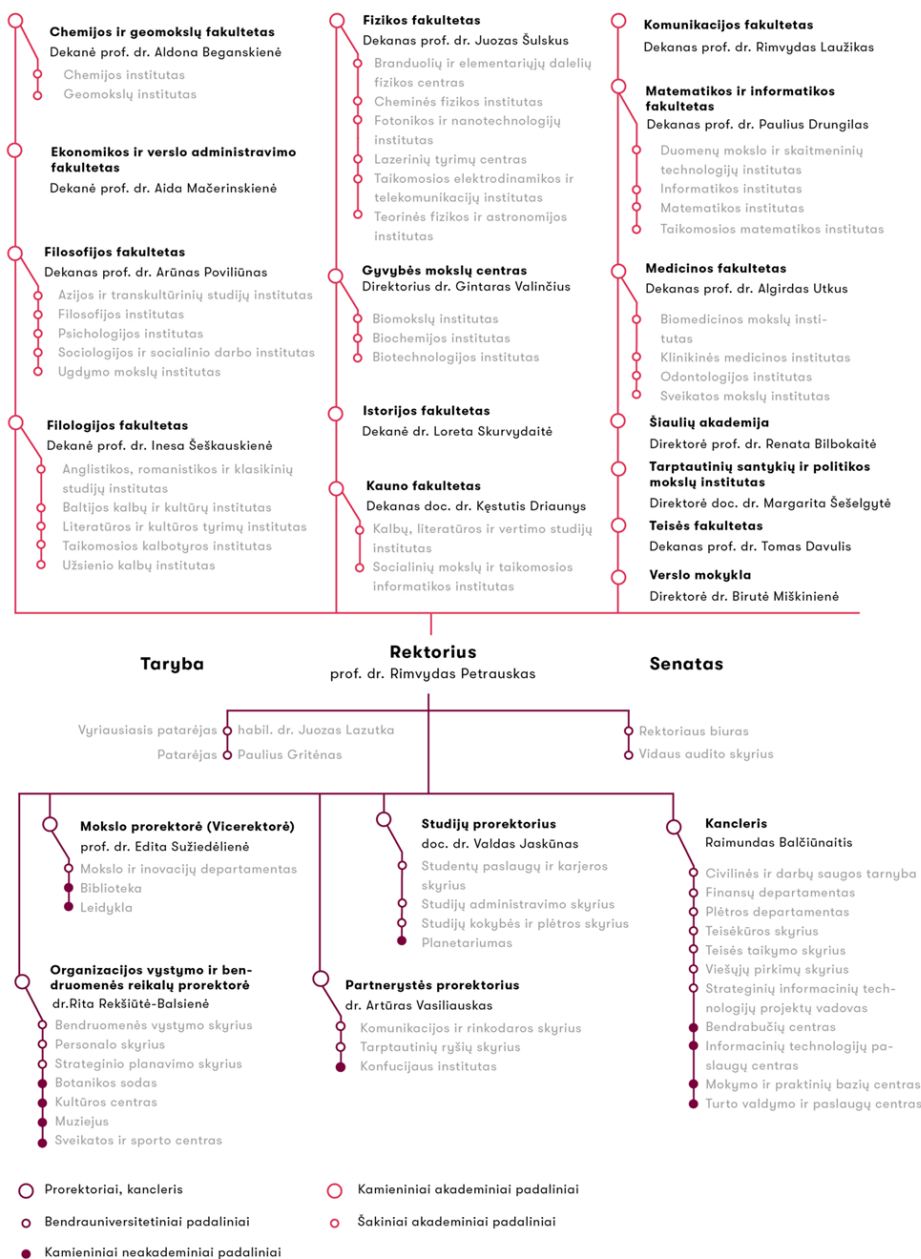 Chemijos ir geomokslų fakultetas
Dekanė prof. dr. Aldona Beganskienė
Chemijos institutas
Geomokslų institutas
Ekonomikos ir verslo administravimo
fakultetas
Dekanė prof. dr. Aida Mačerinskienė
Filosofijos fakultetas
Dekanas prof. dr. Arūnas Poviliūnas
Azijos ir transkultūrinių studijų institutas
Filosofijos institutas
Psichologijos institutas
Sociologijos ir socialinio darbo institutas
Ugdymo mokslų institutas
Filologijos fakultetas
Dekanė prof. dr. Inesa Šeškauskienė
Anglistikos, romanistikos ir klasikinių
studijų institutas
Baltijos kalbų ir kultūrų institutas
Literatūros ir kultūros tyrimų institutas
Taikomosios kalbotyros institutas
Užsienio kalbų institutas
Fizikos fakultetas
Dekanas prof. dr. Juozas Šulskus
Branduolių ir elementariųjų dalelių
fizikos centras
Cheminės fizikos institutas
Fotonikos ir nanotechnologijų
institutas
Lazerinių tyrimų centras
Taikomosios elektrodinamikos ir
telekomunikacijų institutas
Teorinės fizikos ir astronomijos
institutas
Gyvybės mokslų centras
Direktorius dr. Gintaras Valinčius
Biomokslų institutas
Biochemijos institutas
Biotechnologijos institutas
Istorijos fakultetas
Dekanė dr. Loreta Skurvydaitė
Kauno fakultetas
Dekanas doc. dr. Kęstutis Driaunys
Kalbų, literatūros ir vertimo studijų
institutas
Socialinių mokslų ir taikomosios
informatikos institutas
Komunikacijos fakultetas
Dekanas prof. dr. Rimvydas Laužikas
Matematikos ir informatikos
fakultetas
Dekanas prof. dr. Paulius Drungilas
Duomenų mokslo ir skaitmeninių
technologijų institutas
Informatikos institutas
Matematikos institutas
Taikomosios matematikos institutas
Medicinos fakultetas
Dekanas prof. dr. Algirdas Utkus
Biomedicinos mokslų insti-
tutas
Klinikinės medicinos institutas
Odontologijos institutas
Sveikatos mokslų institutas
Šiaulių akademija
Direktorė prof. dr. Renata Bilbokaitė
Tarptautinių santykių ir politikos
mokslų institutas
Direktorė doc. dr. Margarita Šešelgytė
Teisės fakultetas
Dekanas prof. dr. Tomas Davulis
Verslo mokykla
Direktorė dr. Birutė Miškinienė
Taryba
Rektorius
prof. dr. Rimvydas Petrauskas
Senatas
Vyriausiasis patarėjas habil. dr. Juozas Lazutka
Patarėjas Paulius Gritėnas
Rektoriaus biuras
Vidaus audito skyrius
Mokslo prorektorė (Vicerektorė)
prof. dr. Edita Sužiedėlienė
Mokslo ir inovacijų departamentas
Biblioteka
Leidykla
Organizacijos vystymo ir ben-
druomenės reikalų prorektorė
dr.Rita Rekšiūtė-Balsienė
Bendruomenės vystymo skyrius
Personalo skyrius
Strateginio planavimo skyrius
Botanikos sodas
Kultūros centras
Muziejus
Sveikatos ir sporto centras
Studijų prorektorius
doc. dr. Valdas Jaskūnas
Studentų paslaugų ir karjeros
skyrius
Studijų administravimo skyrius
Studijų kokybės ir plėtros skyrius
Planetariumas
Partnerystės prorektorius
dr. Artūras Vasiliauskas
Komunikacijos ir rinkodaros skyrius
Tarptautinių ryšių skyrius
Konfucijaus institutas
Kancleris
Raimundas Balčiūnaitis
Civilinės ir darbų saugos tarnyba
Finansų departamentas
Plėtros departamentas
Teisėkūros skyrius
Teisės taikymo skyrius
Viešųjų pirkimų skyrius
Strateginių informacinių tech-
nologijų projektų vadovas
Bendrabučių centras
Informacinių technologijų pa-
slaugų centras
Mokymo ir praktinių bazių centras
Turto valdymo ir paslaugų centras
Prorektoriai, kancleris
Bendrauniversitetiniai padaliniai
Kamieniniai neakademiniai padaliniai
Kamieniniai akademiniai padaliniai
Šakiniai akademiniai padaliniai